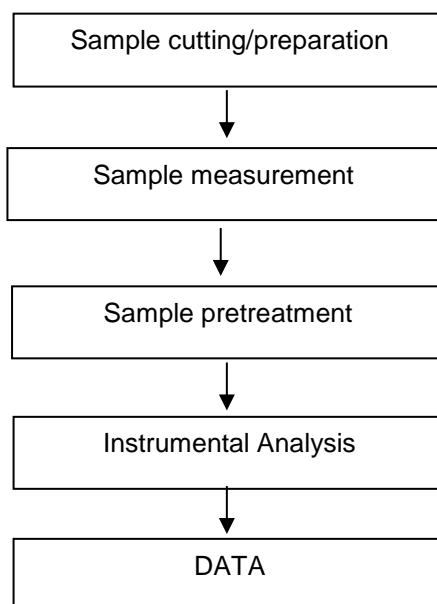 Sample cutting/preparation
Sample measurement
Sample pretreatment
Instrumental Analysis
DATA